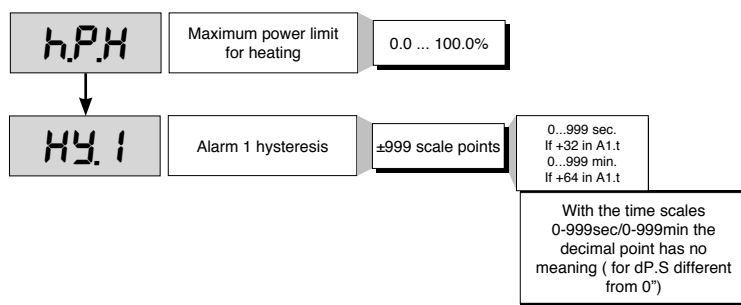 h.P.H
Maximum power limit
for heating
0.0 ... 100.0%
HY. 1
Alarm 1 hysteresis
±999 scale points
0...999 sec.
If +32 in A1.t
0...999 min.
If +64 in A1.t
With the time scales
0-999sec/0-999min the
decimal point has no
meaning ( for dP.S different
from 0”)